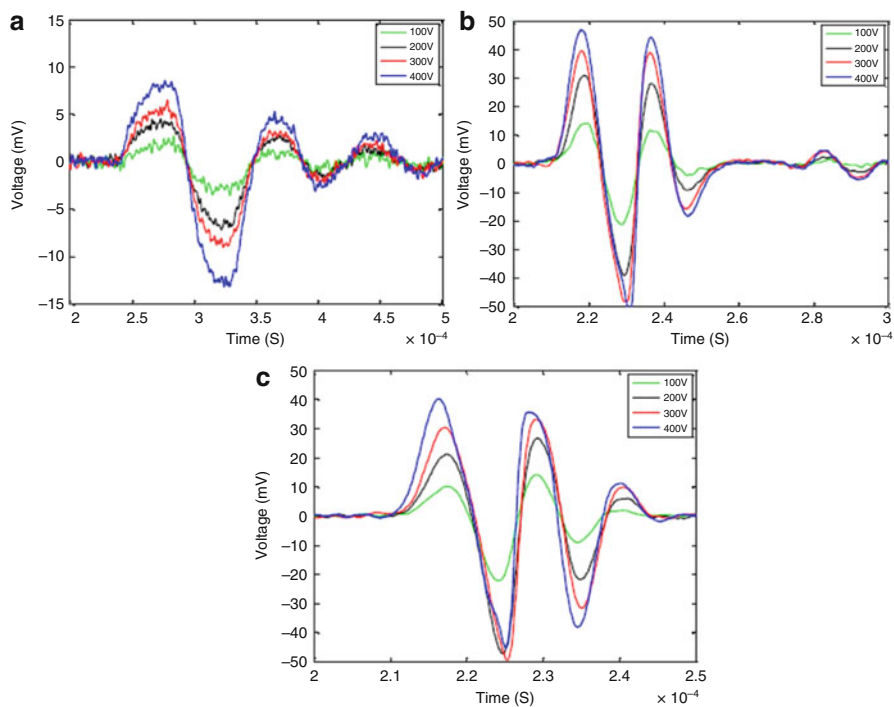 a
15
10
5
0
−5
−10
−15
Voltage (mV)
100V
200V
300V
400V
2
3
3.5
4
4.5
5
Time (S)
× 10⁻⁴
b
50
40
30
20
10
0
−10
−20
−30
−40
−50
Voltage (mV)
100V
200V
300V
400V
2
2.2
2.4
2.6
2.8
3
Time (S)
× 10⁻⁴
c
50
40
30
20
10
0
−10
−20
−30
−40
−50
Voltage (mV)
100V
200V
300V
400V
2
2.1
2.2
2.3
2.4
2.5
Time (S)
× 10⁻⁴